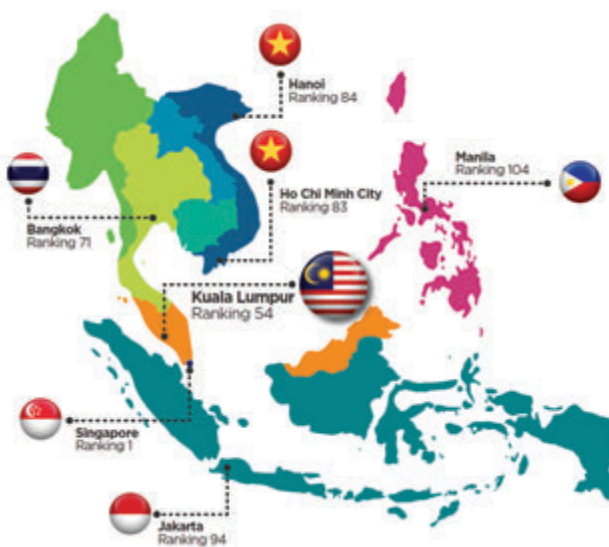 Hanoi
Ranking 84
Manila
Ranking 104
Ho Chi Minh City
Ranking 83
Bangkok
Ranking 71
Kuala Lumpur
Ranking 54
Singapore
Ranking 1
Jakarta
Ranking 94